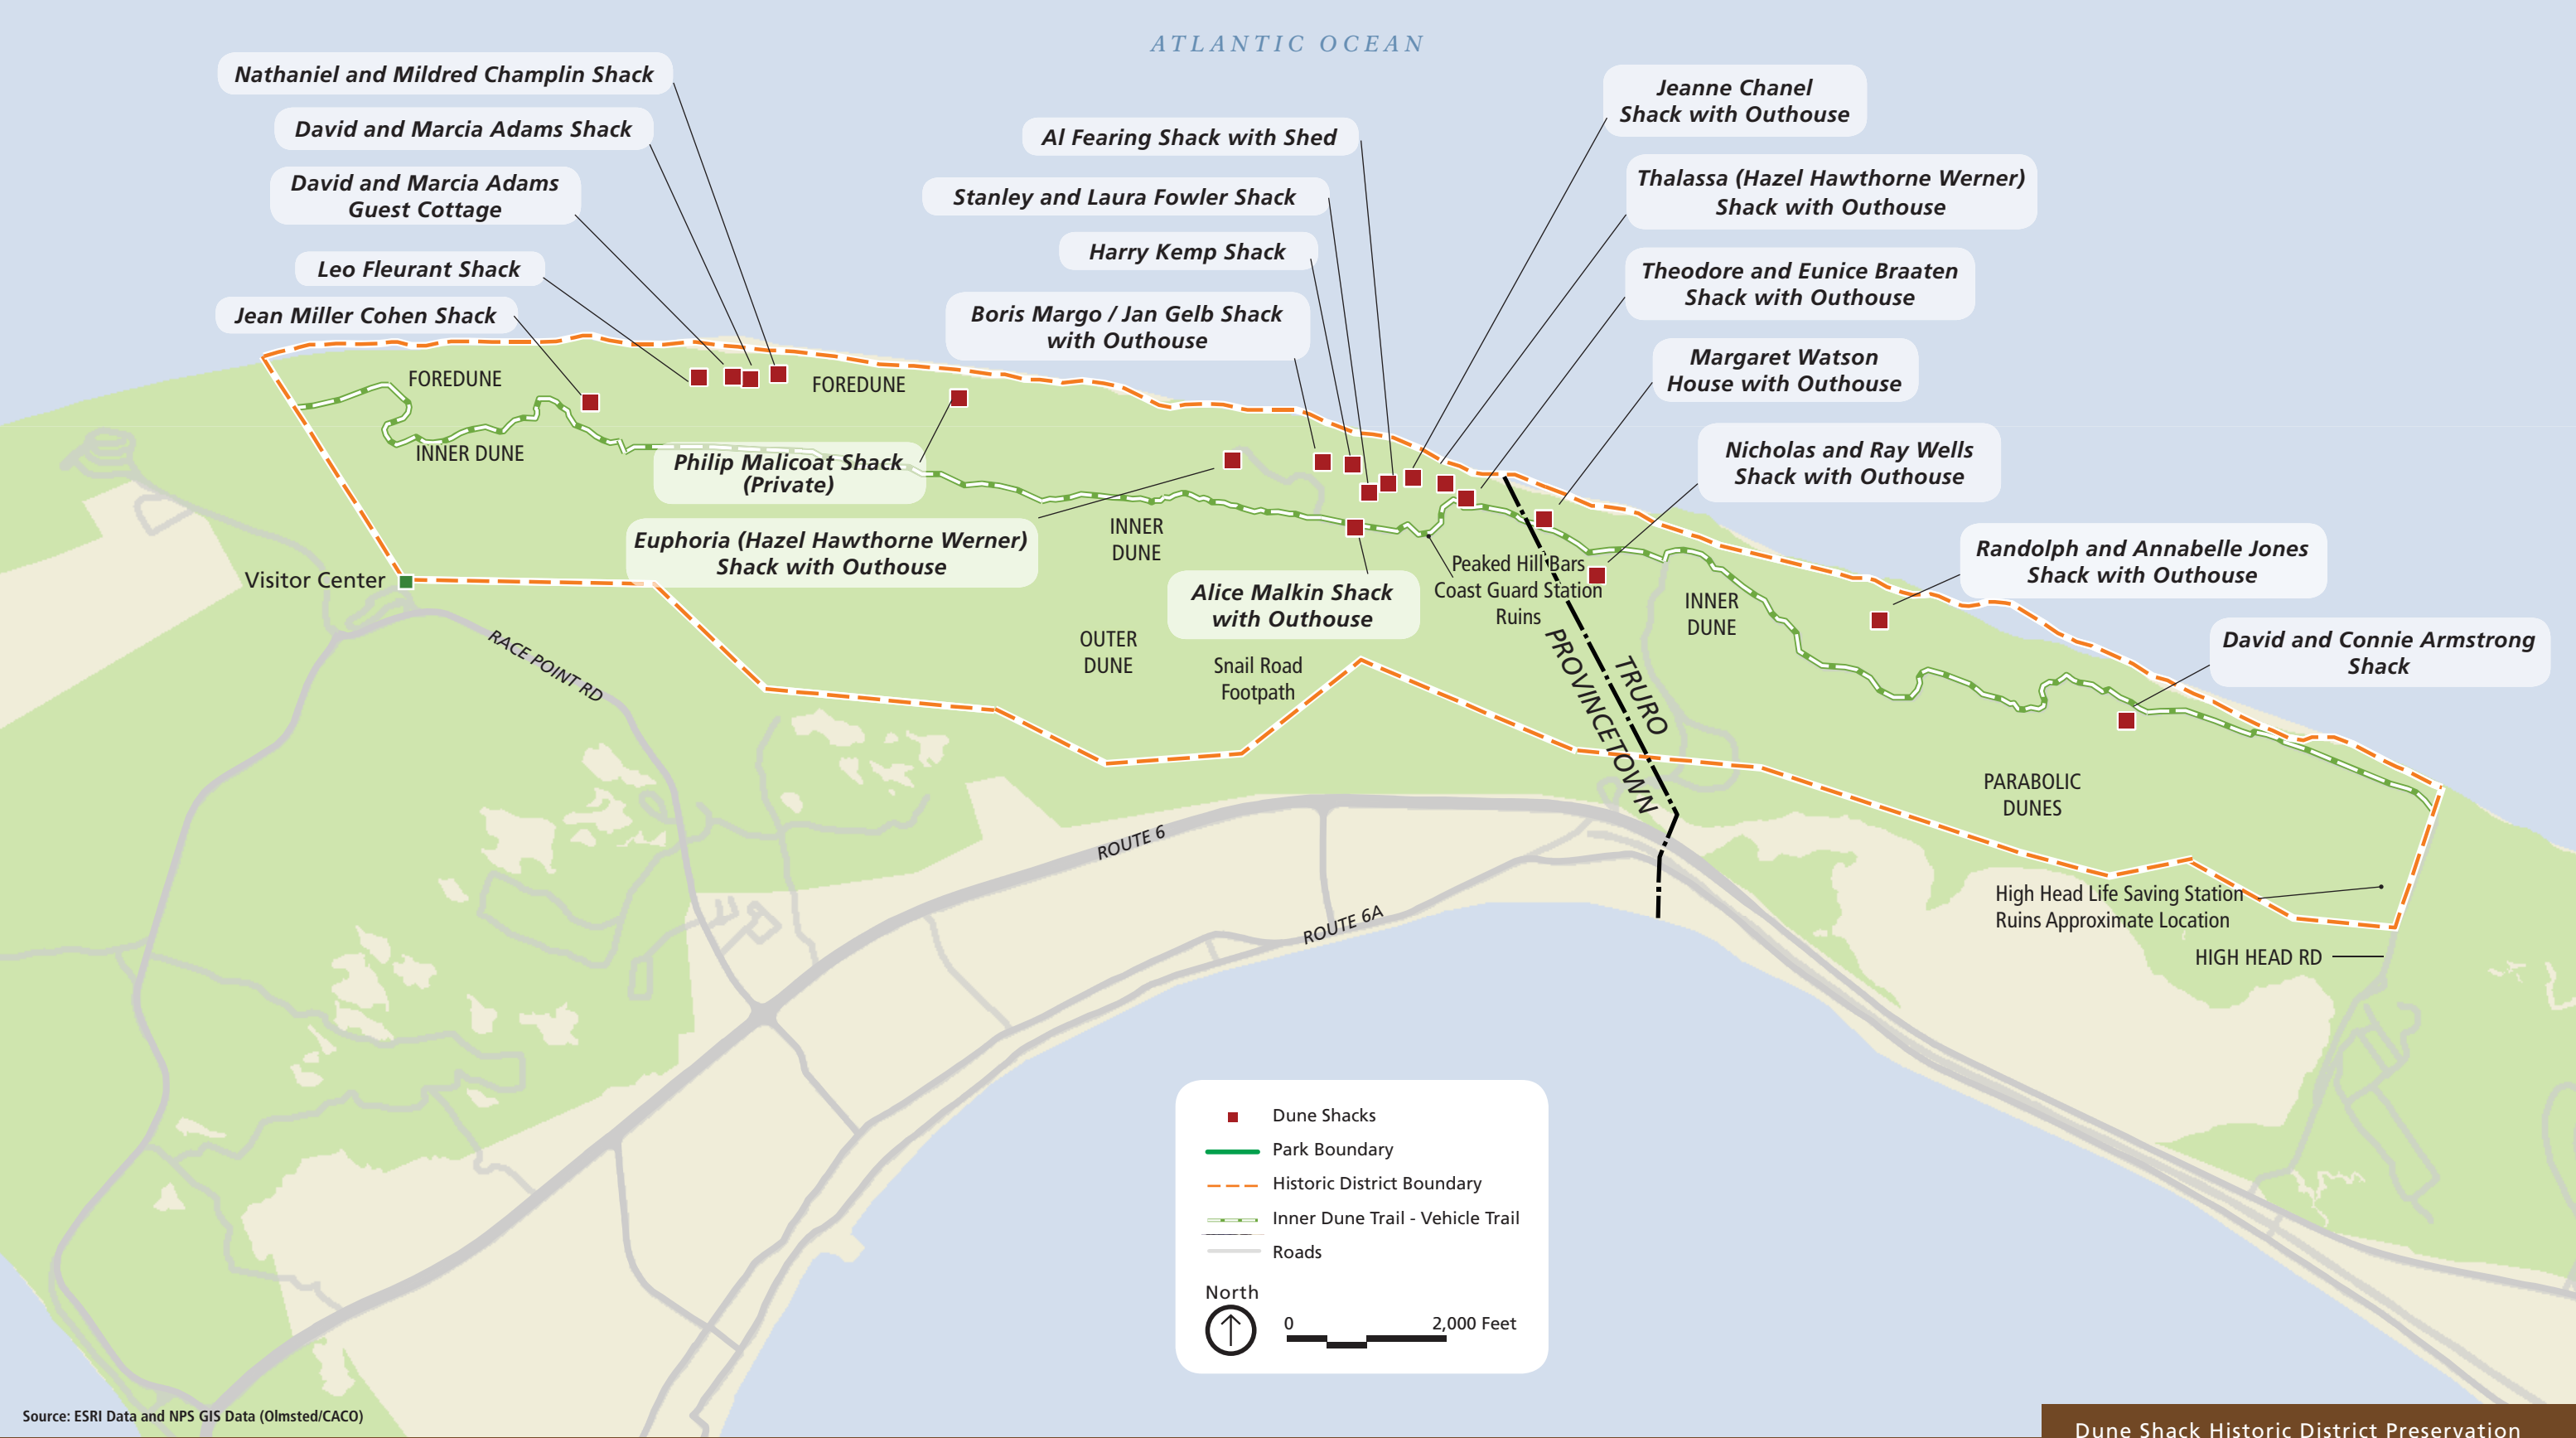 ATLANTIC OCEAN
Nathaniel and Mildred Champlin Shack
David and Marcia Adams Shack
David and Marcia Adams
Guest Cottage
Leo Fleurant Shack
Jean Miller Cohen Shack
Al Fearing Shack with Shed
Stanley and Laura Fowler Shack
Harry Kemp Shack
Boris Margo / Jan Gelb Shack
with Outhouse
Jeanne Chanel
Shack with Outhouse
Thalassa (Hazel Hawthorne Werner)
Shack with Outhouse
Theodore and Eunice Braaten
Shack with Outhouse
Margaret Watson
House with Outhouse
Nicholas and Ray Wells
Shack with Outhouse
Randolph and Annabelle Jones
Shack with Outhouse
David and Connie Armstrong
Shack
FOREDUNE
FOREDUNE
INNER DUNE
Philip Malicoat Shack
(Private)
Euphoria (Hazel Hawthorne Werner)
Shack with Outhouse
INNER
DUNE
Alice Malkin Shack
with Outhouse
Peaked Hill Bars
Coast Guard Station
Ruins
INNER
DUNE
Visitor Center
RACE POINT RD
OUTER
DUNE
Snail Road
Footpath
PROVINCETOWN
TRURO
PARABOLIC
DUNES
High Head Life Saving Station
Ruins Approximate Location
HIGH HEAD RD
ROUTE 6
ROUTE 6A
Dune Shacks
Park Boundary
Historic District Boundary
Inner Dune Trail - Vehicle Trail
Roads
North
0 2,000 Feet
Source: ESRI Data and NPS GIS Data (Olmsted/CACO)
Dune Shack Historic District Preservation